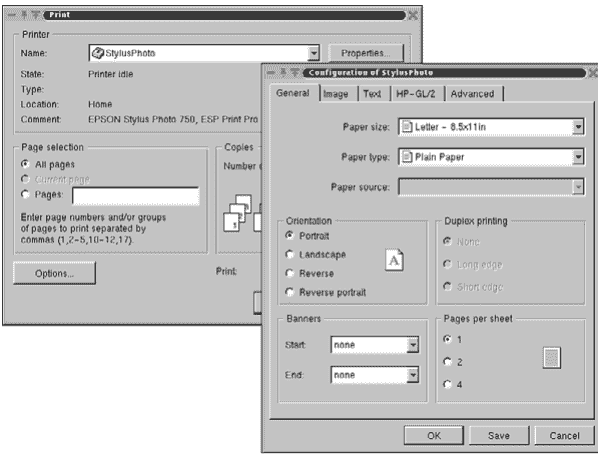 Print
Printer
Name: StylusPhoto Properties...
State: Printer idle
Type:
Location: Home
Comment: EPSON Stylus Photo 750, ESP Print Pro
Page selection
All pages
Current page
Pages:
Enter page numbers and/or groups
of pages to print separated by
commas (1,2-5,10-12,17).
Copies
Number
1
Options...
Print:
Configuration of StylusPhoto
General Image Text HP-GL/2 Advanced
Paper size: Letter - 8.5x11in
Paper type: Plain Paper
Paper source:
Orientation
Portrait
Landscape
Reverse
Reverse portrait
A
Duplex printing
None
Long edge
Short edge
Banners
Start: none
End: none
Pages per sheet
1
2
4
OK Save Cancel